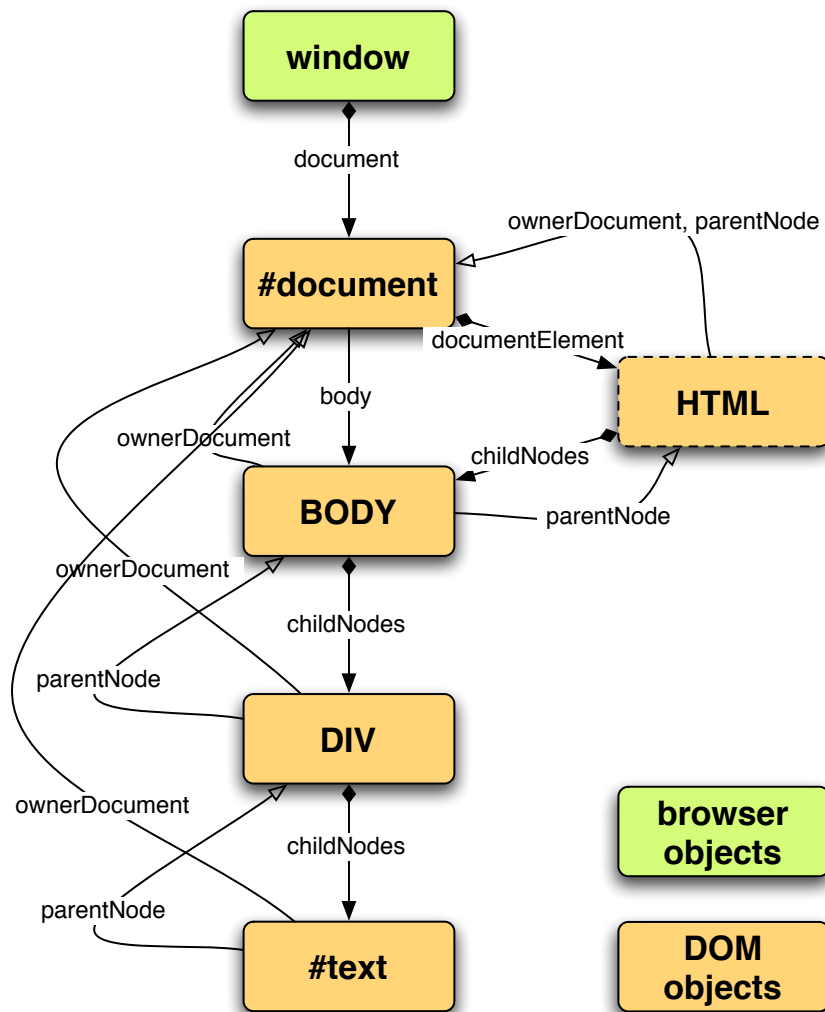 window
document
ownerDocument, parentNode
#document
documentElement
body
HTML
ownerDocument
childNodes
BODY
parentNode
ownerDocument
childNodes
parentNode
DIV
ownerDocument
browser
objects
childNodes
parentNode
#text
DOM
objects